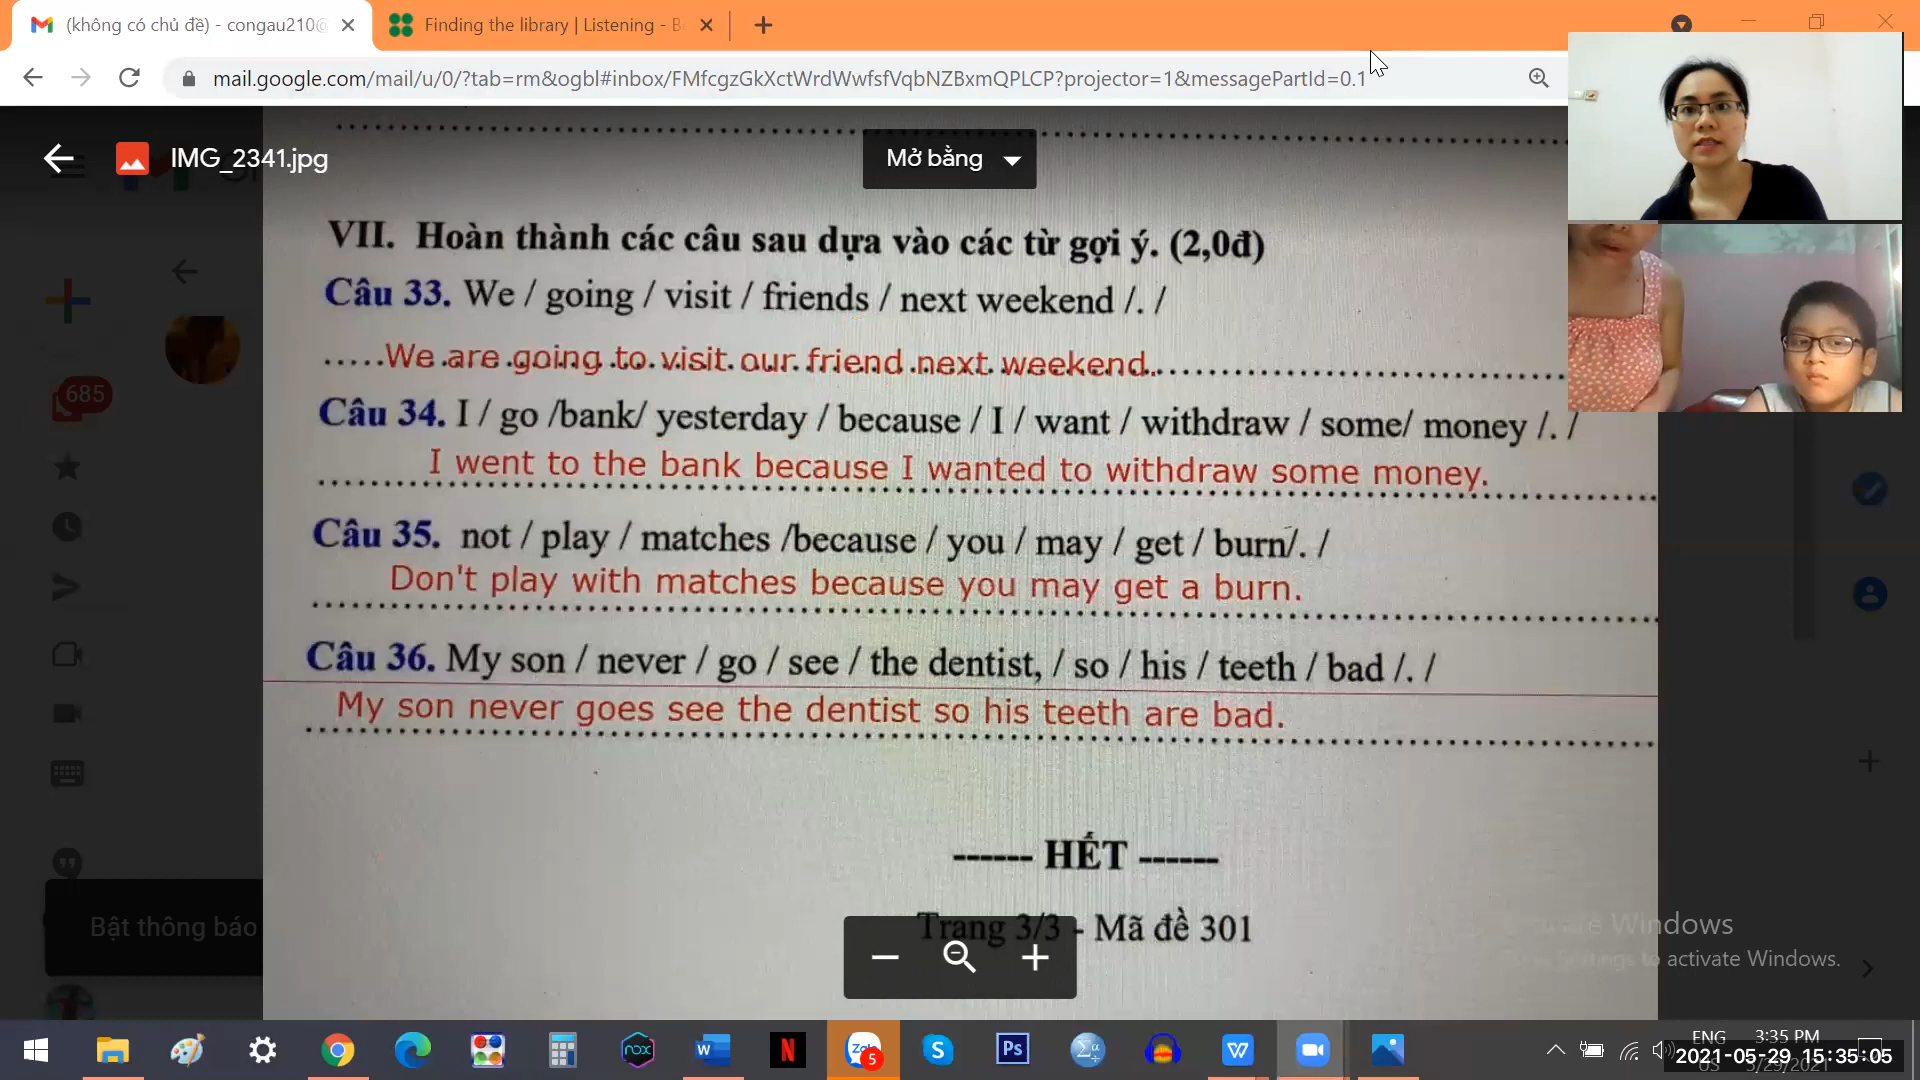 (không có chủ đề) - congau210@
Finding the library | Listening - B
mail.google.com/mail/u/0/?tab=rm&ogbl#inbox/FMfcgzGkXctWrdWwfsfVqbNZBxmQPLCP?projector=1&messagePartId=0.1
IMG_2341.jpg
Mở bằng
VII. Hoàn thành các câu sau dựa vào các từ gợi ý. (2,0đ)
Câu 33. We / going / visit / friends / next weekend /. /
.....We are going to visit our friend next weekend.
Câu 34. I / go /bank/ yesterday / because / I / want / withdraw / some/ money /. /
I went to the bank because I wanted to withdraw some money.
Câu 35. not / play / matches /because / you / may / get / burn/. /
Don't play with matches because you may get a burn.
Câu 36. My son / never / go / see / the dentist, / so / his / teeth / bad /. /
My son never goes see the dentist so his teeth are bad.
------ HẾT ------
Trang 3/3 - Mã đề 301
685
Bật thông báo
Windows
to activate Windows.
W
N
5
S
Ps
Σα
W
ENG
3:35 PM
2021-05-29 15:35:05